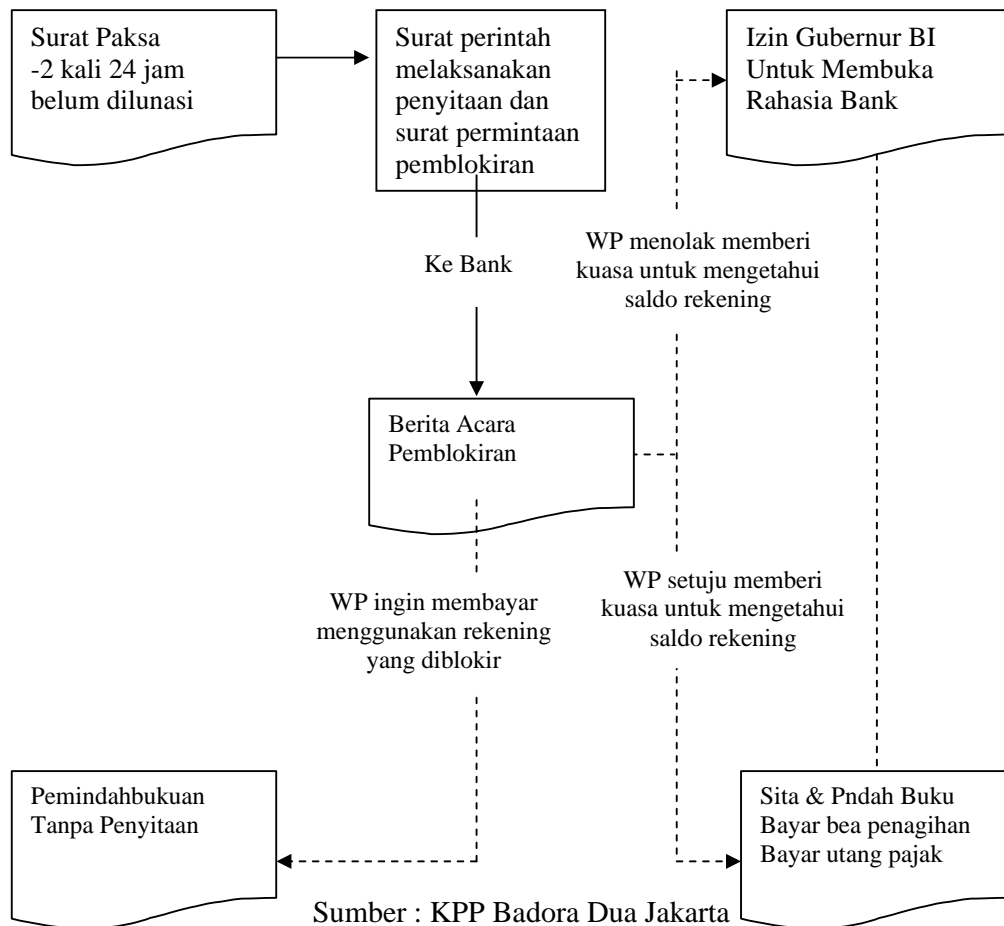 Surat Paksa
-2 kali 24 jam
belum dilunasi
Surat perintah
melaksanakan
penyitaan dan
surat permintaan
pemblokiran
Izin Gubernur BI
Untuk Membuka
Rahasia Bank
Ke Bank
WP menolak memberi
kuasa untuk mengetahui
saldo rekening
Berita Acara
Pemblokiran
WP ingin membayar
menggunakan rekening
yang diblokir
WP setuju memberi
kuasa untuk mengetahui
saldo rekening
Pemindahbukuan
Tanpa Penyitaan
Sita & Pndah Buku
Bayar bea penagihan
Bayar utang pajak
Sumber : KPP Badora Dua Jakarta